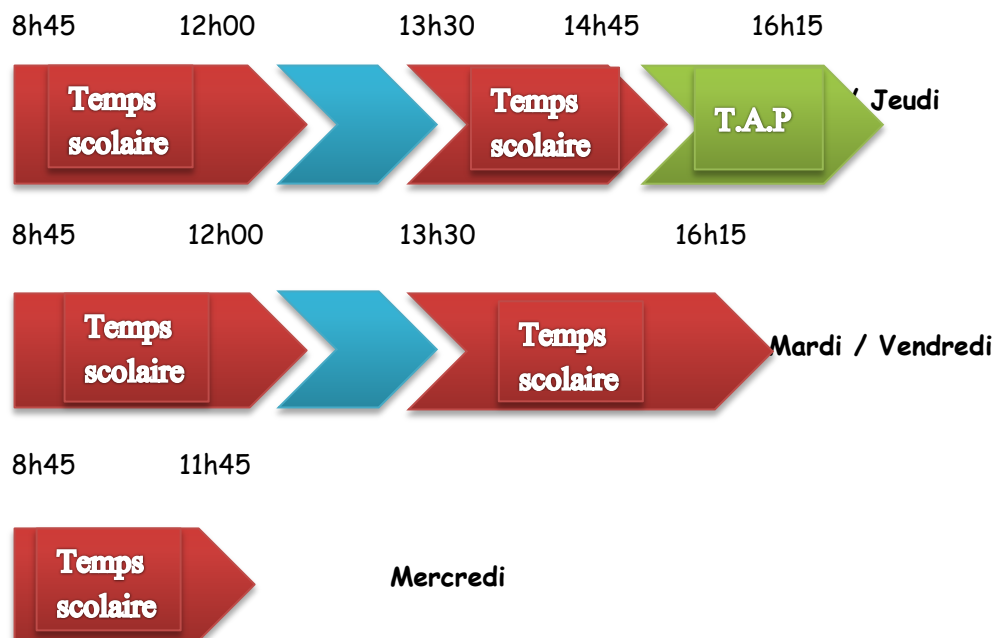 8h45 12h00 13h30 14h45 16h15
Temps
scolaire
Temps
scolaire
T.A.P
/ Jeudi
8h45 12h00 13h30 16h15
Temps
scolaire
Temps
scolaire
Mardi / Vendredi
8h45 11h45
Temps
scolaire
Mercredi